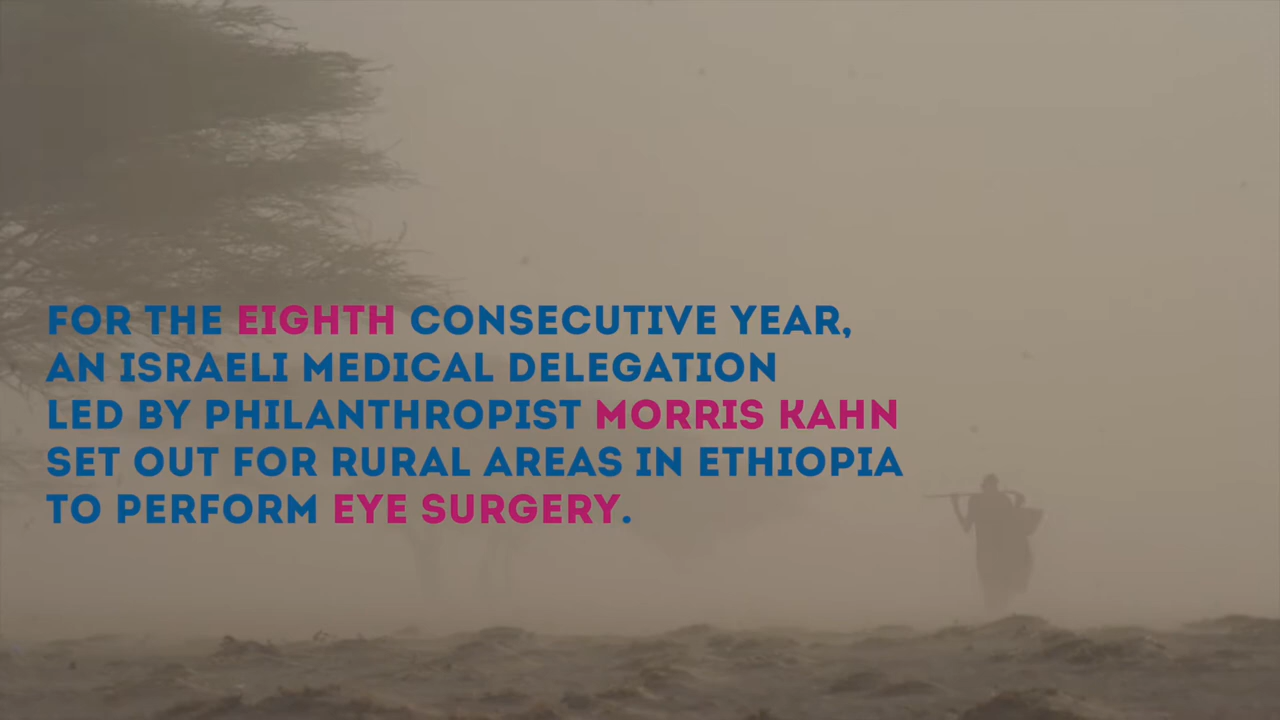 FOR THE EIGHTH CONSECUTIVE YEAR,
AN ISRAELI MEDICAL DELEGATION
LED BY PHILANTHROPIST MORRIS KAHN
SET OUT FOR RURAL AREAS IN ETHIOPIA
TO PERFORM EYE SURGERY.